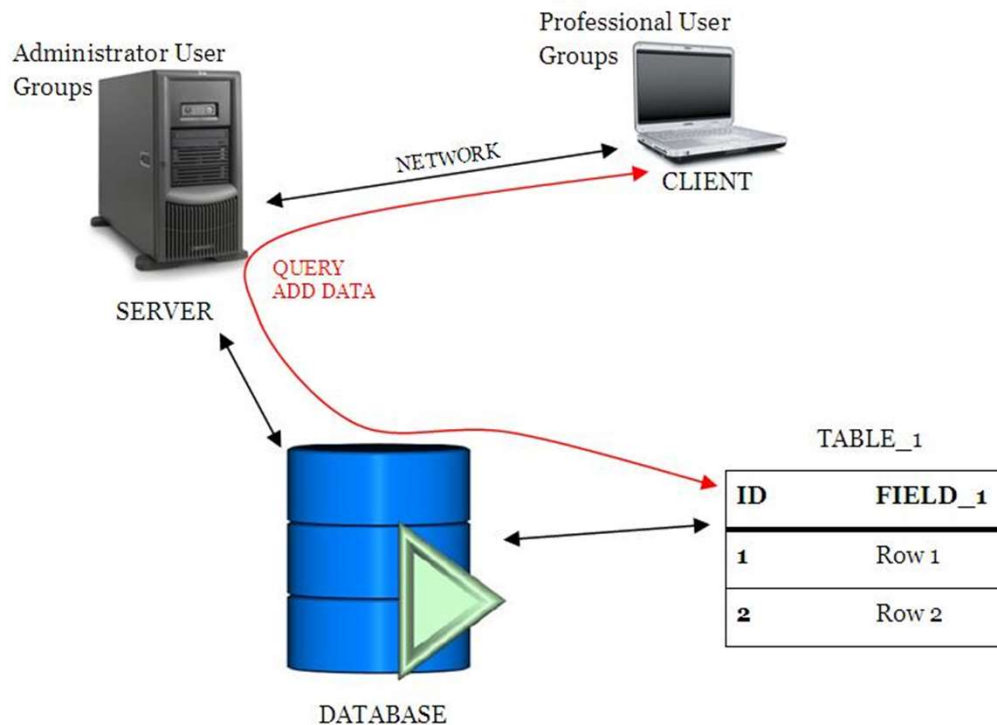 Administrator User
Groups
Professional User
Groups
NETWORK
CLIENT
QUERY
ADD DATA
SERVER
TABLE_1
ID FIELD_1
1 Row 1
2 Row 2
DATABASE